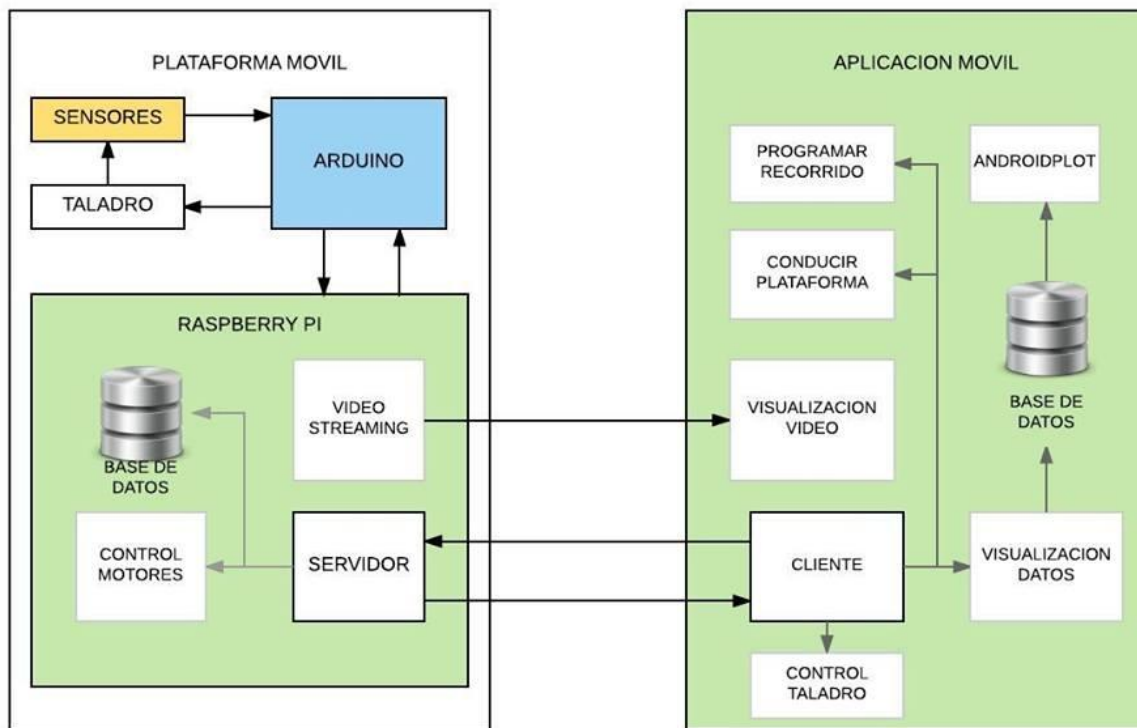 PLATAFORMA MOVIL
SENSORES
ARDUINO
TALADRO
RASPBERRY PI
VIDEO
STREAMING
BASE DE
DATOS
CONTROL
MOTORES
SERVIDOR
APLICACION MOVIL
PROGRAMAR
RECORRIDO
ANDROIDPLOT
CONDUCIR
PLATAFORMA
VISUALIZACION
VIDEO
BASE DE
DATOS
CLIENTE
VISUALIZACION
DATOS
CONTROL
TALADRO